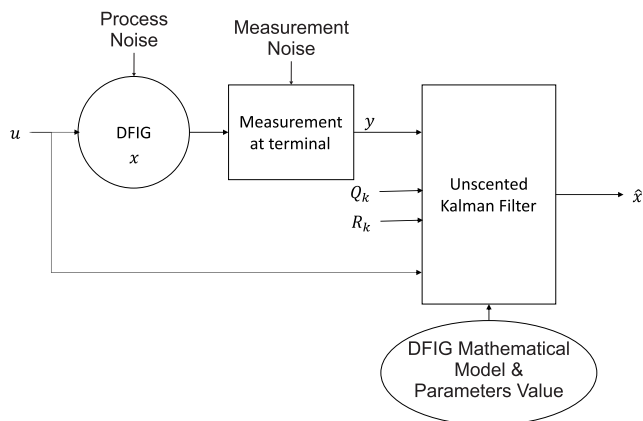 Process
Noise
Measurement
Noise
u
DFIG
x
Measurement
at terminal
y
Q_k
R_k
Unscented
Kalman Filter
x̂
DFIG Mathematical
Model &
Parameters Value